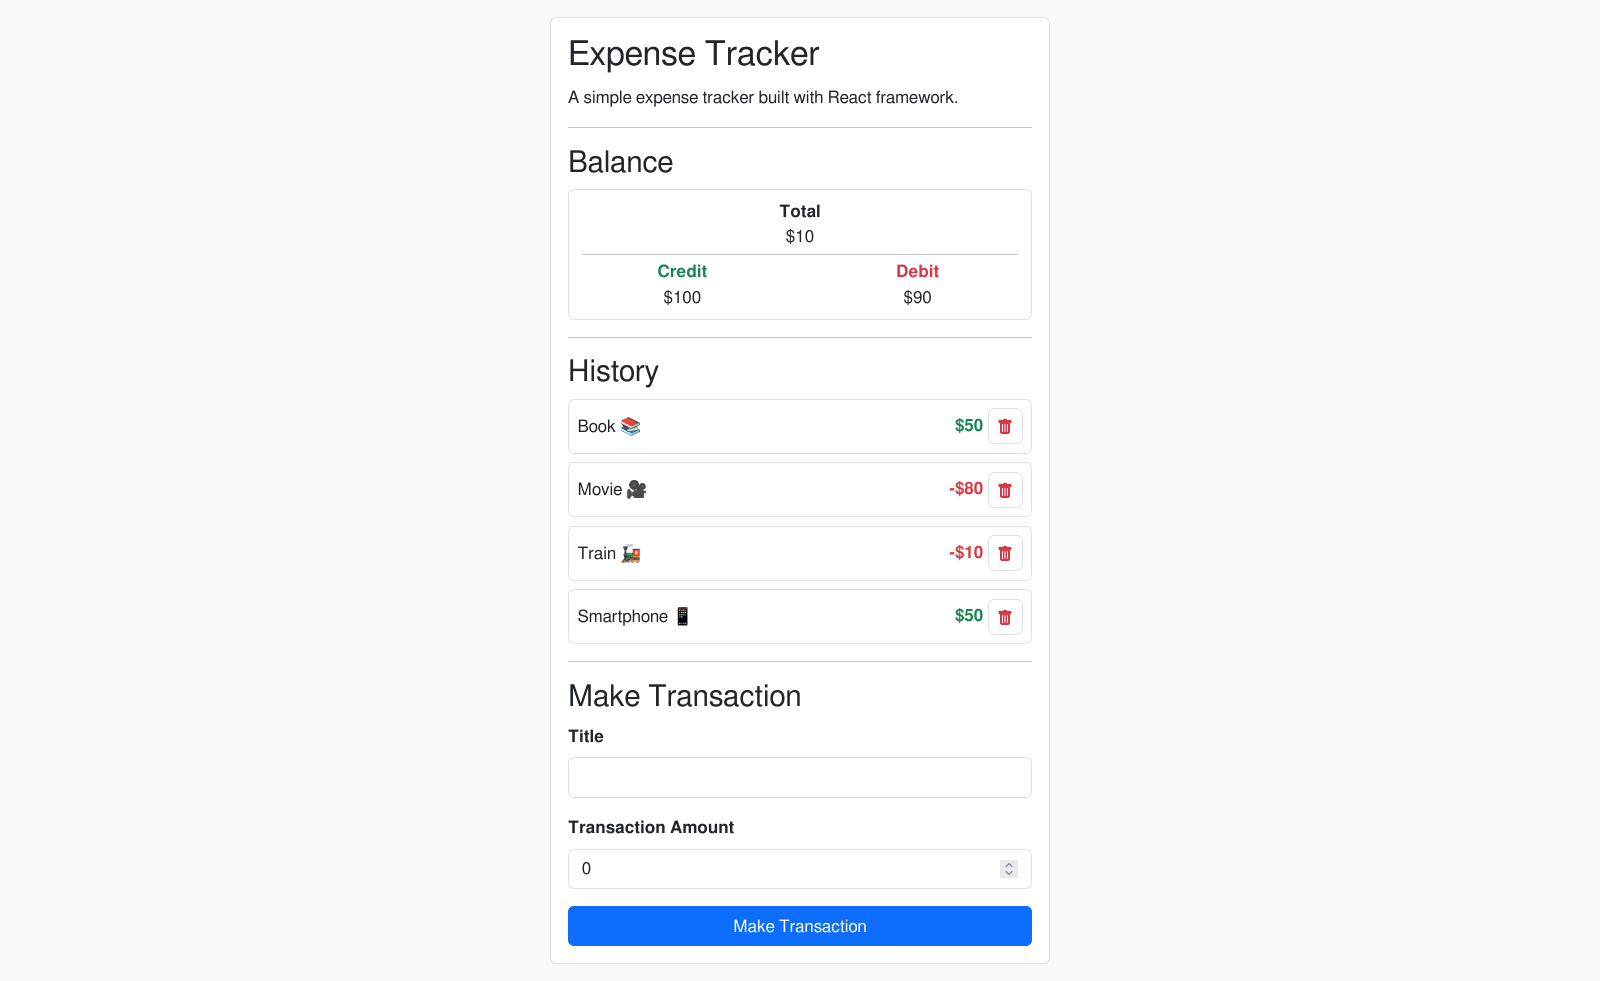 Expense Tracker
A simple expense tracker built with React framework.
Balance
Total
$10
Credit Debit
$100 $90
History
Book 📚 $50
Movie 🎥 -$80
Train 🚂 -$10
Smartphone 📱 $50
Make Transaction
Title
Transaction Amount
0
Make Transaction